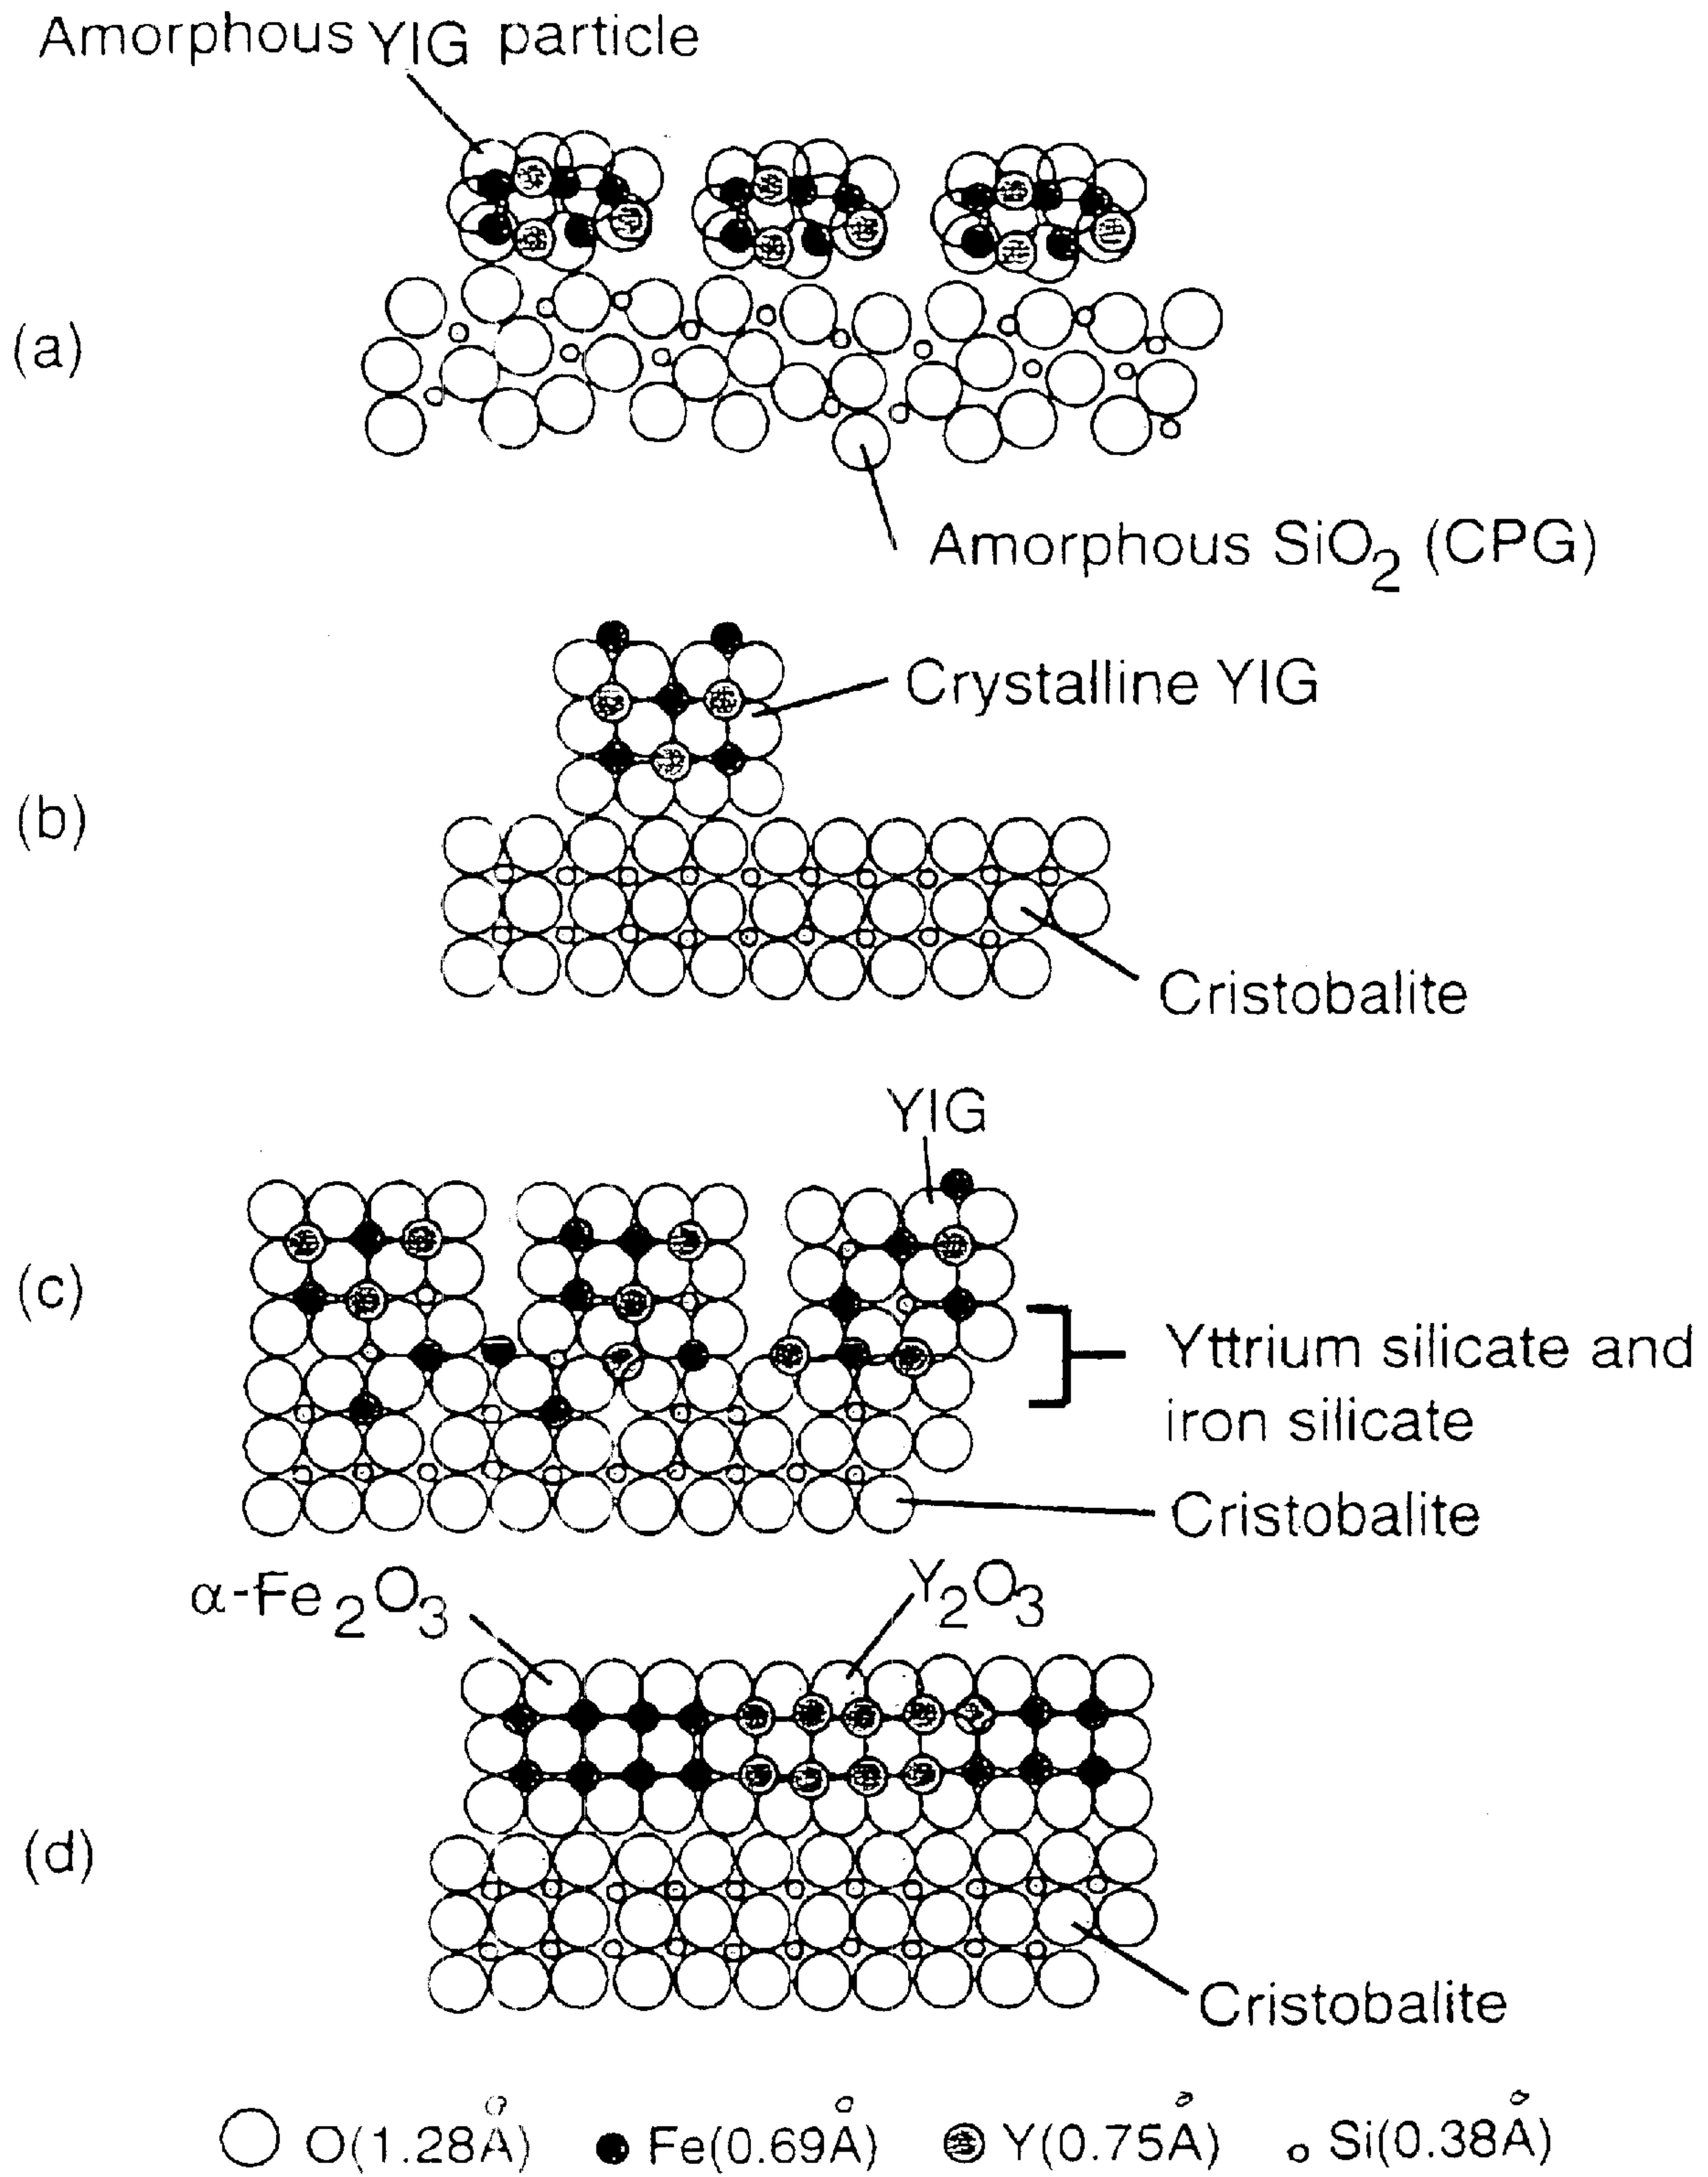 Amorphous YIG particle
(a)
Amorphous SiO₂ (CPG)
Crystalline YIG
(b)
Cristobalite
YIG
(c)
Yttrium silicate and
iron silicate
Cristobalite
α-Fe₂O₃
Y₂O₃
(d)
Cristobalite
O(1.28Å) Fe(0.69Å) Y(0.75Å) Si(0.38Å)